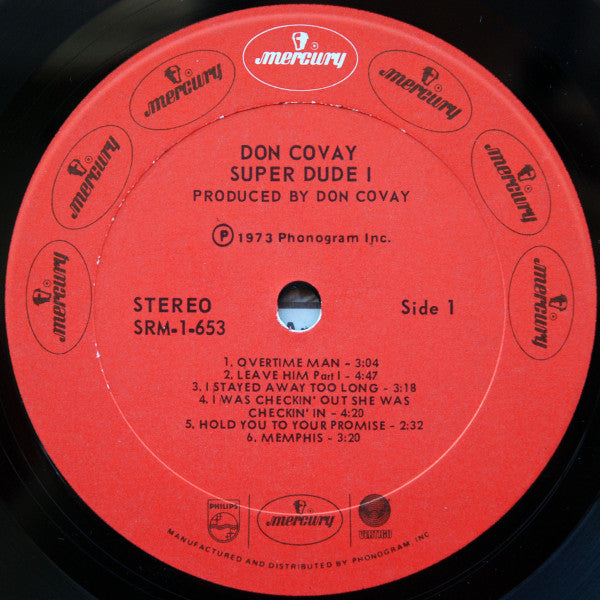 mercury
mercury
mercury
mercury
mercury
mercury
mercury
DON COVAY
SUPER DUDE I
PRODUCED BY DON COVAY
P 1973 Phonogram Inc.
STEREO
SRM-1-653
Side 1
1. OVERTIME MAN - 3:04
2. LEAVE HIM Part I - 4:47
3. I STAYED AWAY TOO LONG - 3:18
4. I WAS CHECKIN' OUT SHE WAS
CHECKIN' IN - 4:20
5. HOLD YOU TO YOUR PROMISE - 2:32
6. MEMPHIS - 3:20
PHILIPS
mercury
VERTIGO
MANUFACTURED AND DISTRIBUTED BY PHONOGRAM, INC